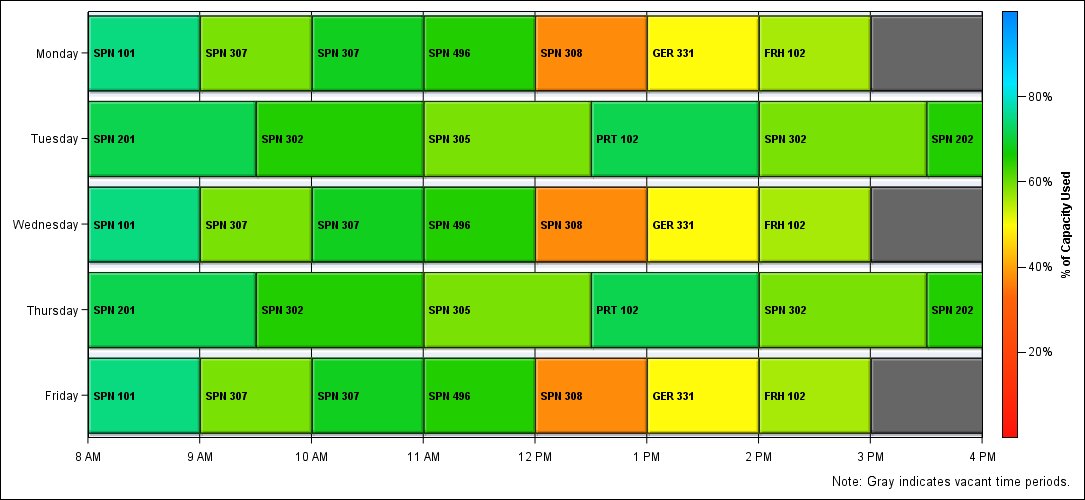 Monday SPN 101 SPN 307 SPN 307 SPN 496 SPN 308 GER 331 FRH 102
80%
Tuesday SPN 201 SPN 302 SPN 305 PRT 102 SPN 302 SPN 202
60%
Wednesday SPN 101 SPN 307 SPN 307 SPN 496 SPN 308 GER 331 FRH 102
% of Capacity Used
40%
Thursday SPN 201 SPN 302 SPN 305 PRT 102 SPN 302 SPN 202
20%
Friday SPN 101 SPN 307 SPN 307 SPN 496 SPN 308 GER 331 FRH 102
8 AM 9 AM 10 AM 11 AM 12 PM 1 PM 2 PM 3 PM 4 PM
Note: Gray indicates vacant time periods.